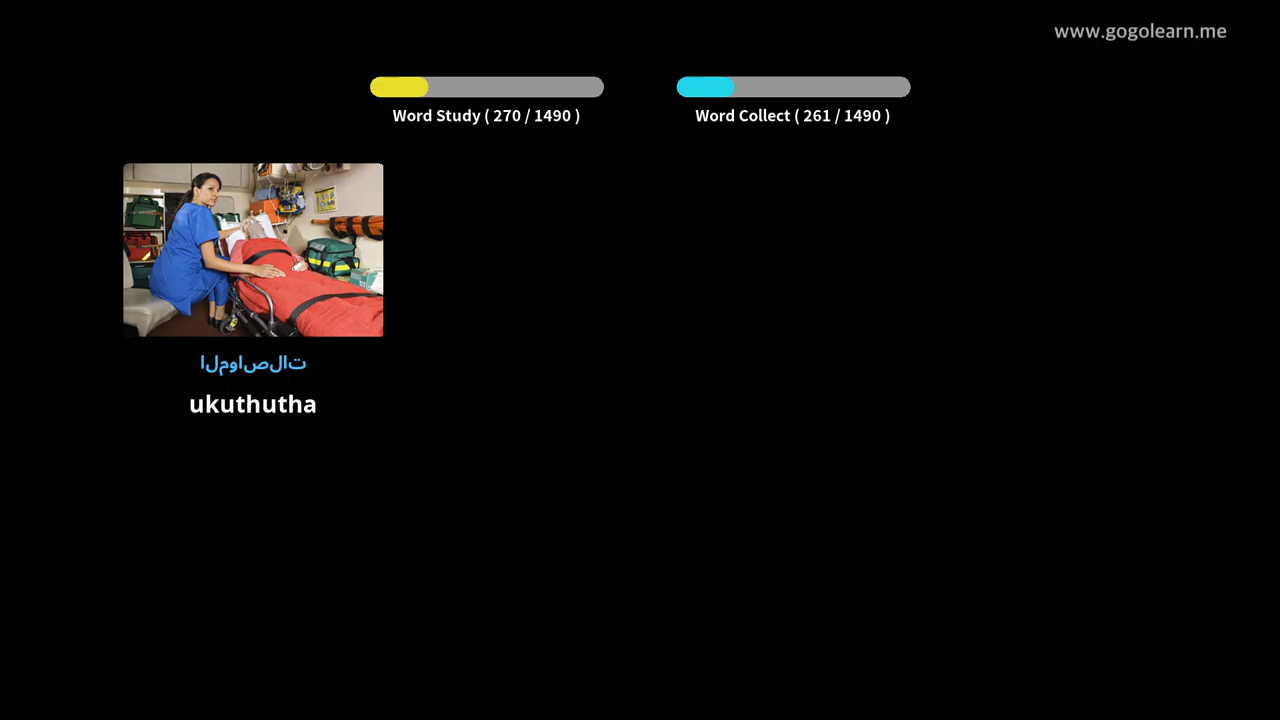 www.gogolearn.me
Word Study ( 270 / 1490 )
Word Collect ( 261 / 1490 )
المواصلات
ukuthutha